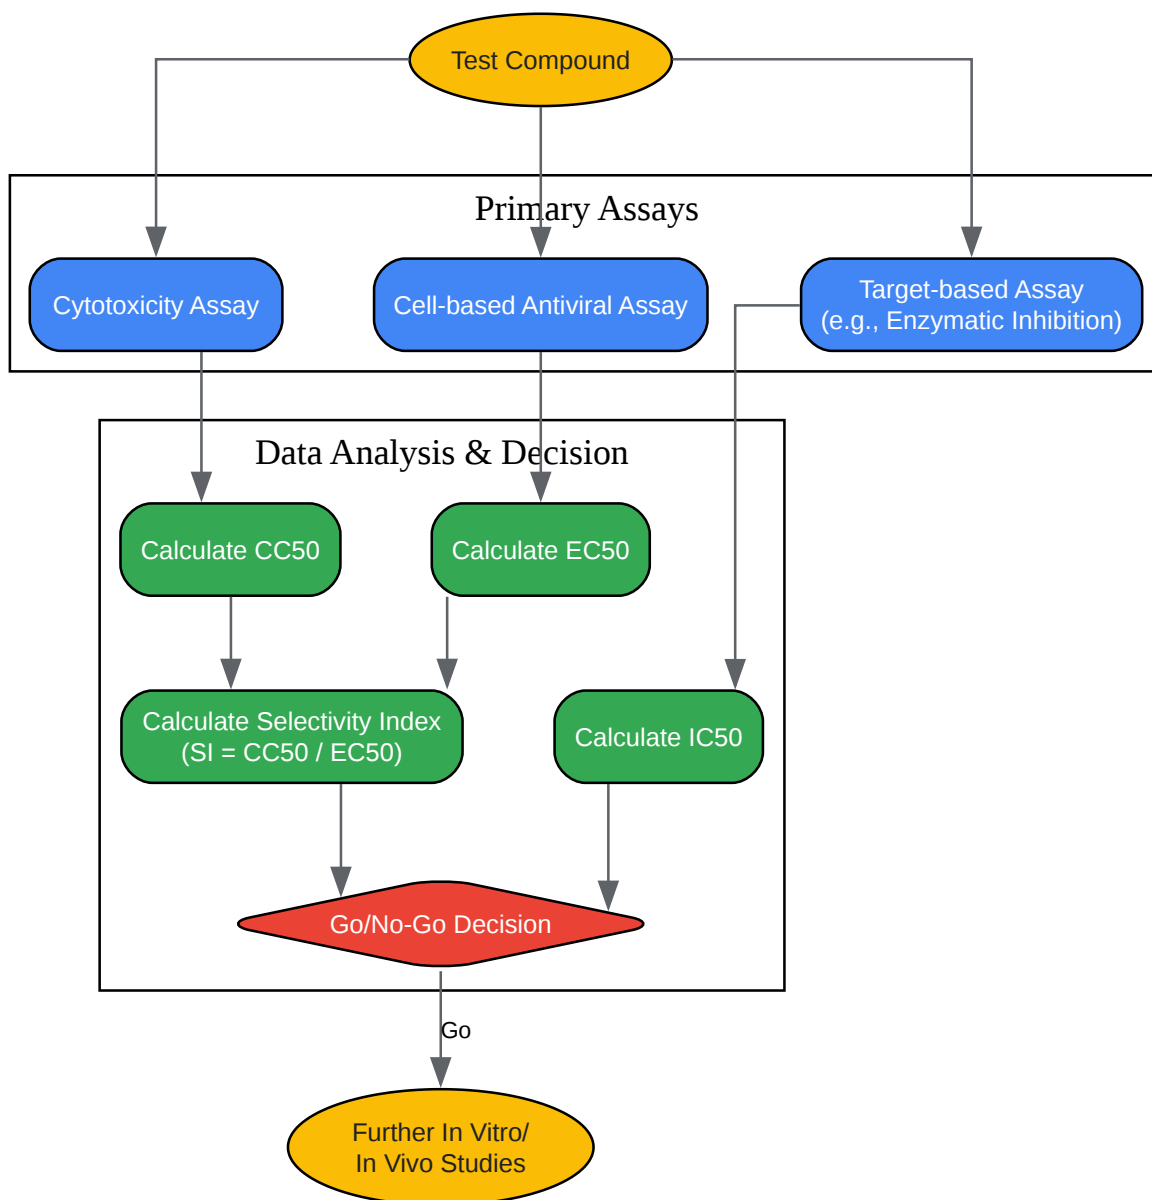 Test Compound
Primary Assays
Cytotoxicity Assay
Cell-based Antiviral Assay
Target-based Assay
(e.g., Enzymatic Inhibition)
Data Analysis & Decision
Calculate CC50
Calculate EC50
Calculate Selectivity Index
(SI = CC50 / EC50)
Calculate IC50
Go/No-Go Decision
Go
Further In Vitro/
In Vivo Studies